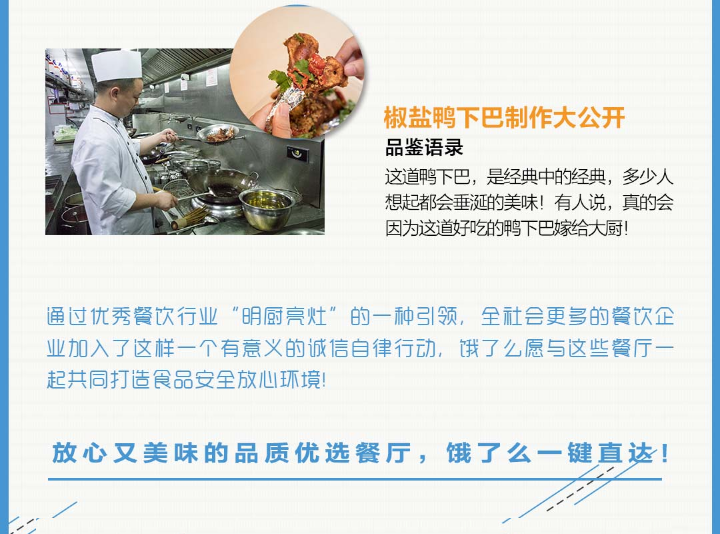 椒盐鸭下巴制作大公开
品鉴语录
这道鸭下巴，是经典中的经典，多少人
想起都会垂涎的美味！有人说，真的会
因为这道好吃的鸭下巴嫁给大厨！
通过优秀餐饮行业“明厨亮灶”的一种引领，全社会更多的餐饮企
业加入了这样一个有意义的诚信自律行动，饿了么愿与这些餐厅一
起共同打造食品安全放心环境！
放心又美味的品质优选餐厅，饿了么一键直达！